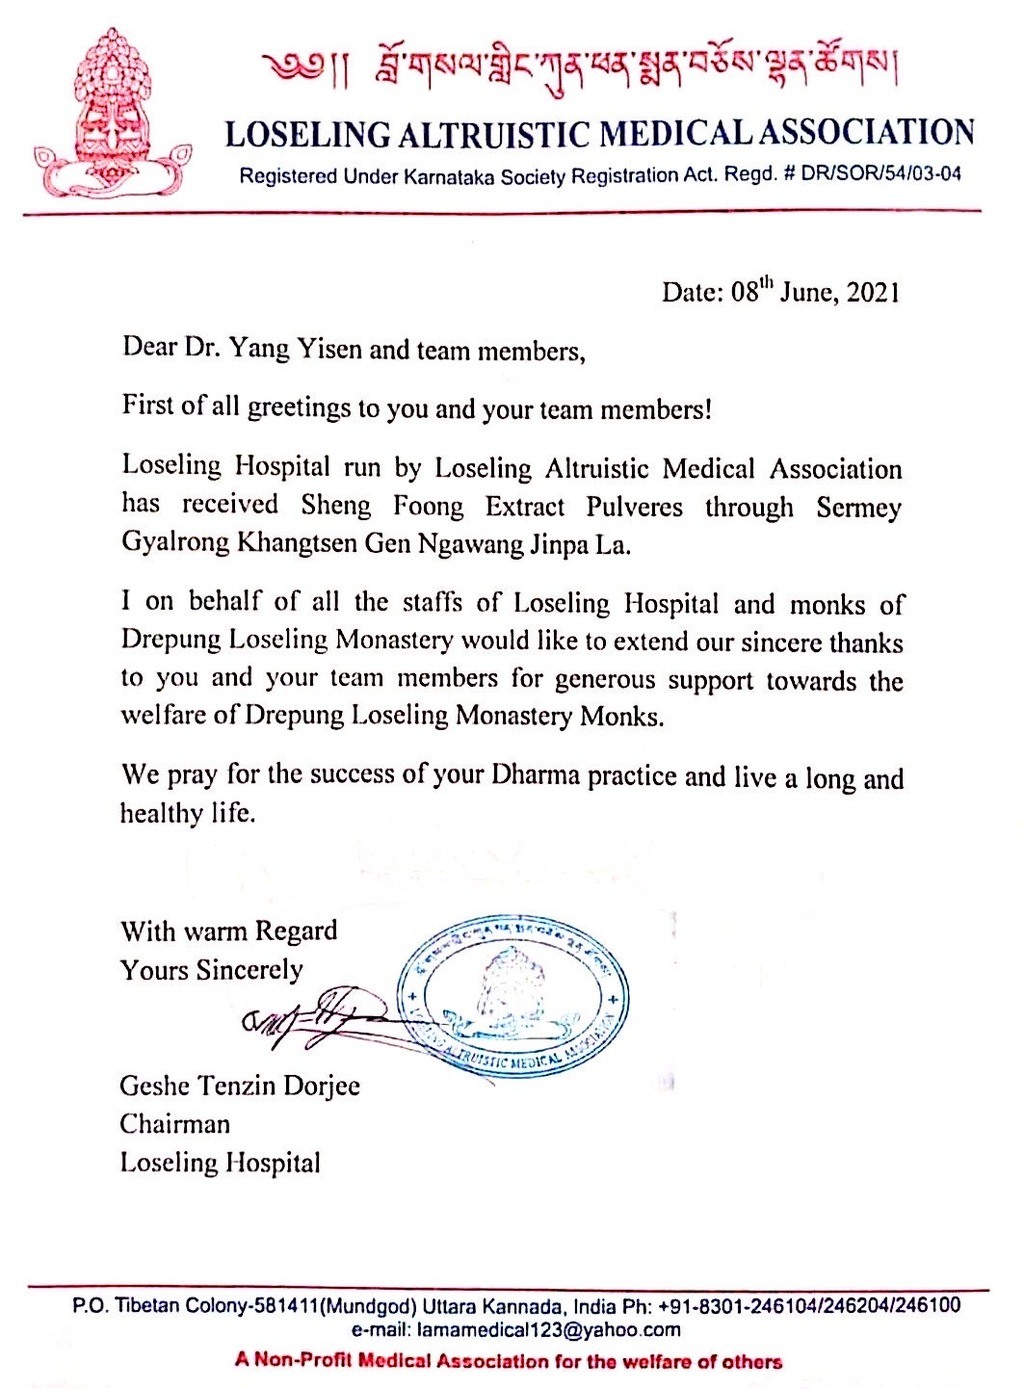 ༄༅།། བློ་གསལ་གླིང་ཀུན་ཕན་སྨན་བཅོས་ལྷན་ཚོགས།
LOSELING ALTRUISTIC MEDICAL ASSOCIATION
Registered Under Karnataka Society Registration Act. Regd. # DR/SOR/54/03-04
Date: 08th June, 2021
Dear Dr. Yang Yisen and team members,
First of all greetings to you and your team members!
Loseling Hospital run by Loseling Altruistic Medical Association
has received Sheng Foong Extract Pulveres through Sermey
Gyalrong Khangtsen Gen Ngawang Jinpa La.
I on behalf of all the staffs of Loseling Hospital and monks of
Drepung Loseling Monastery would like to extend our sincere thanks
to you and your team members for generous support towards the
welfare of Drepung Loseling Monastery Monks.
We pray for the success of your Dharma practice and live a long and
healthy life.
With warm Regard
Yours Sincerely
LOSELING ALTRUISTIC MEDICAL ASSOCIATION
Geshe Tenzin Dorjee
Chairman
Loseling Hospital
P.O. Tibetan Colony-581411(Mundgod) Uttara Kannada, India Ph: +91-8301-246104/246204/246100
e-mail: lamamedical123@yahoo.com
A Non-Profit Medical Association for the welfare of others